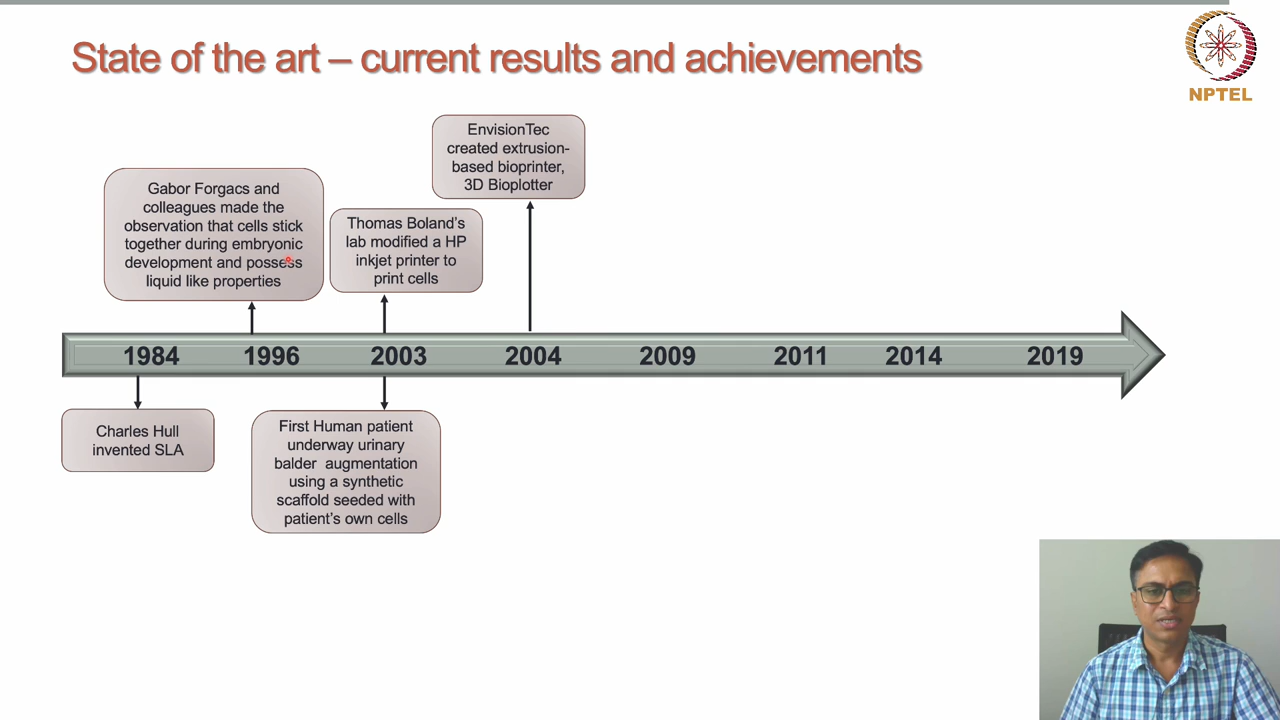 State of the art – current results and achievements
NPTEL
EnvisionTec
created extrusion-
based bioprinter,
3D Bioplotter
Gabor Forgacs and
colleagues made the
observation that cells stick
together during embryonic
development and possess
liquid like properties
Thomas Boland's
lab modified a HP
inkjet printer to
print cells
1984 1996 2003 2004 2009 2011 2014 2019
Charles Hull
invented SLA
First Human patient
underway urinary
balder augmentation
using a synthetic
scaffold seeded with
patient's own cells